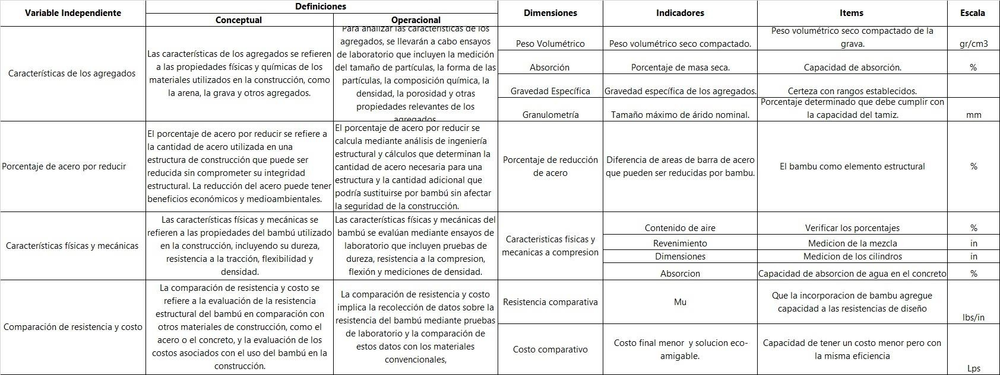 Variable Independiente
Definiciones
Conceptual
Operacional
Dimensiones
Indicadores
Items
Escala
Características de los agregados
Las características de los agregados se refieren
a las propiedades físicas y químicas de los
materiales utilizados en la construcción, como
la arena, la grava y otros agregados.
Para analizar las características de los
agregados, se llevarán a cabo ensayos
de laboratorio que incluyen la medición
del tamaño de partículas, la forma de las
partículas, la composición química, la
densidad, la porosidad y otras
propiedades relevantes de los
agregados
Peso Volumétrico
Peso volumétrico seco compactado.
Peso volumétrico seco compactado de la
grava.
gr/cm3
Absorción
Porcentaje de masa seca.
Capacidad de absorción.
%
Gravedad Específica
Gravedad específica de los agregados.
Certeza con rangos establecidos.
Granulometría
Tamaño máximo de árido nominal.
Porcentaje determinado que debe cumplir con
la capacidad del tamiz.
mm
Porcentaje de acero por reducir
El porcentaje de acero por reducir se refiere a
la cantidad de acero utilizada en una
estructura de construcción que puede ser
reducida sin comprometer su integridad
estructural. La reducción del acero puede tener
beneficios económicos y medioambientales.
El porcentaje de acero por reducir se
calcula mediante análisis de ingeniería
estructural y cálculos que determinan la
cantidad de acero necesaria para una
estructura y la cantidad adicional que
podría sustituirse por bambú sin afectar
la seguridad de la construcción.
Porcentaje de reducción
de acero
Diferencia de areas de barra de acero
que pueden ser reducidas por bambu.
El bambu como elemento estructural
%
Características físicas y mecánicas
Las características físicas y mecánicas se
refieren a las propiedades del bambú utilizado
en la construcción, incluyendo su dureza,
resistencia a la tracción, flexibilidad y
densidad.
Las características físicas y mecánicas del
bambú se evalúan mediante ensayos de
laboratorio que incluyen pruebas de
dureza, resistencia a la compresion,
flexión y mediciones de densidad.
Caracteristicas fisicas y
mecanicas a compresion
Contenido de aire
Verificar los porcentajes
%
Revenimiento
Medicion de la mezcla
in
Dimensiones
Medicion de los cilindros
in
Absorcion
Capacidad de absorcion de agua en el concreto
%
Comparación de resistencia y costo
La comparación de resistencia y costo se
refiere a la evaluación de la resistencia
estructural del bambú en comparación con
otros materiales de construcción, como el
acero o el concreto, y la evaluación de los
costos asociados con el uso del bambú en la
construcción.
La comparación de resistencia y costo
implica la recolección de datos sobre la
resistencia del bambú mediante pruebas
de laboratorio y la comparación de
estos datos con los materiales
convencionales,
Resistencia comparativa
Mu
Que la incorporacion de bambu agregue
capacidad a las resistencias de diseño
lbs/in
Costo comparativo
Costo final menor  y solucion eco-
amigable.
Capacidad de tener un costo menor pero con
la misma eficiencia
Lps